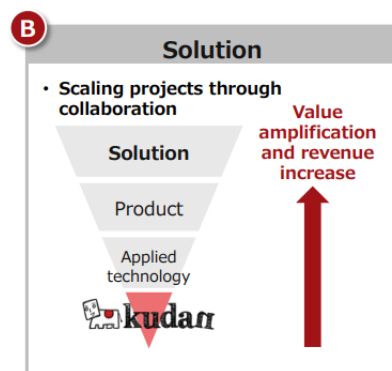 B
Solution
• Scaling projects through
collaboration
Value
amplification
and revenue
increase
Solution
Product
Applied
technology
kudan